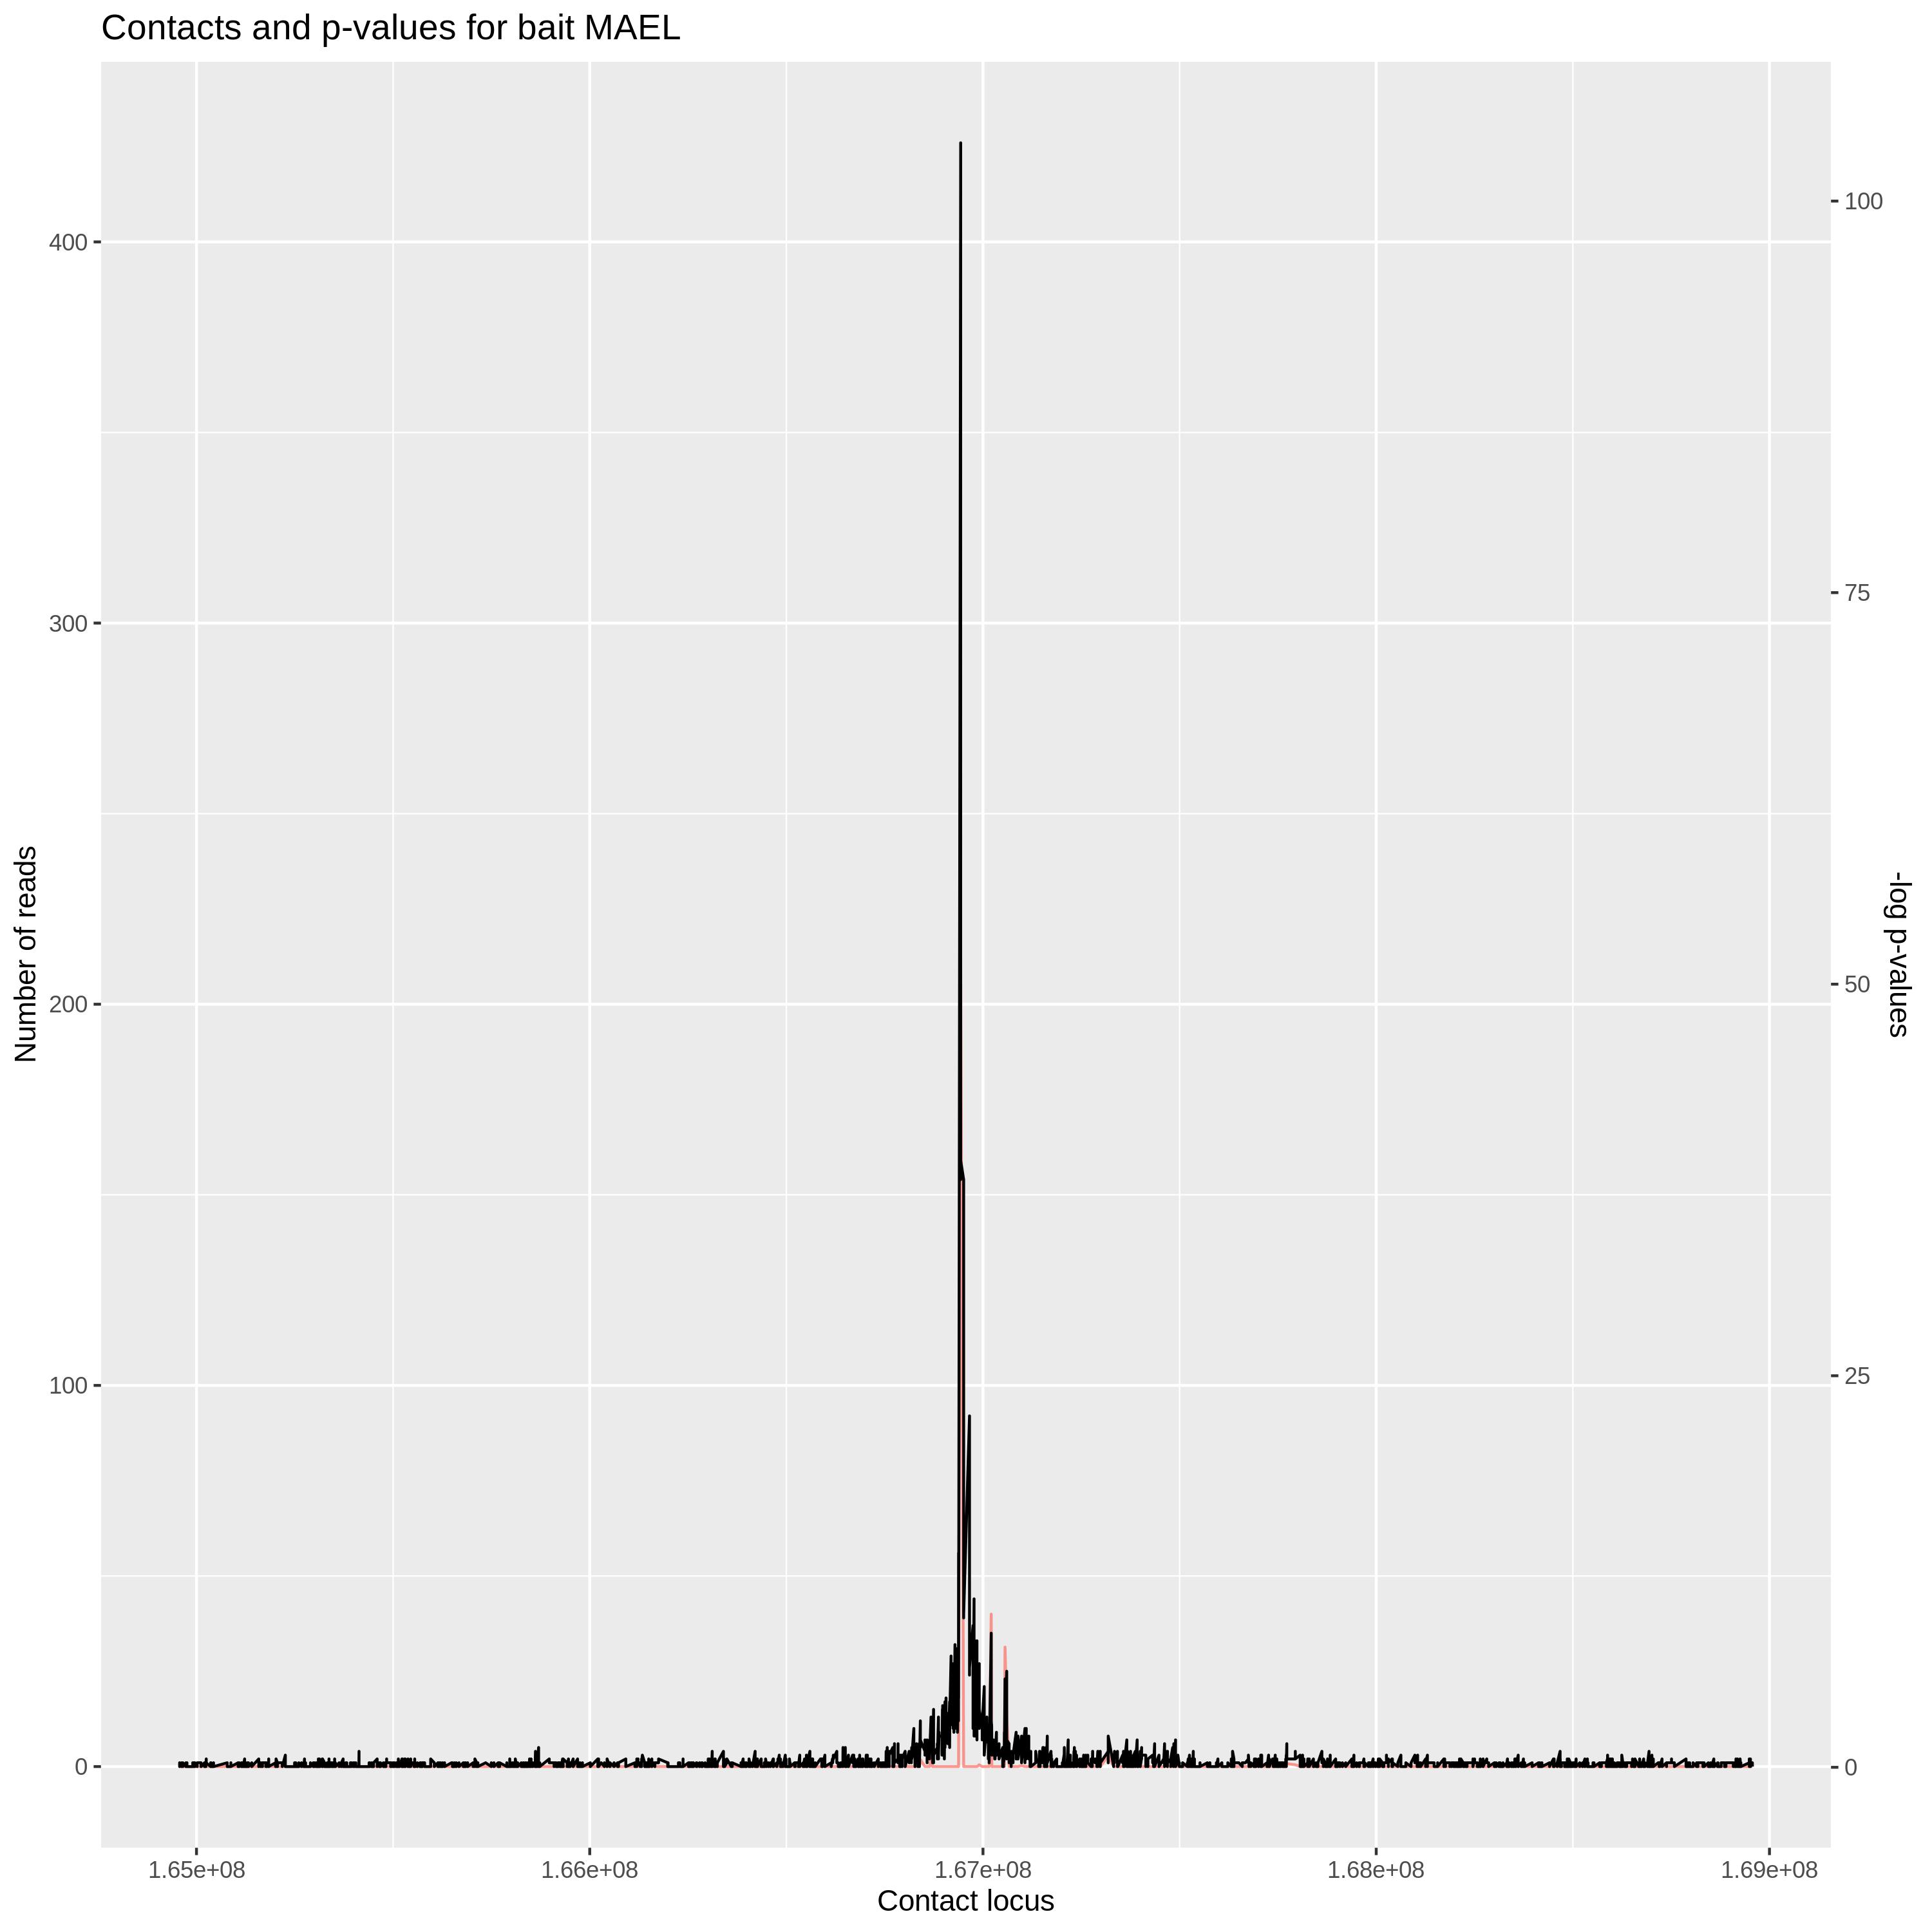 Contacts and p-values for bait MAEL
400
300
200
100
0
Number of reads
100
75
50
25
0
-log p-values
1.65e+08 1.66e+08 1.67e+08 1.68e+08 1.69e+08
Contact locus